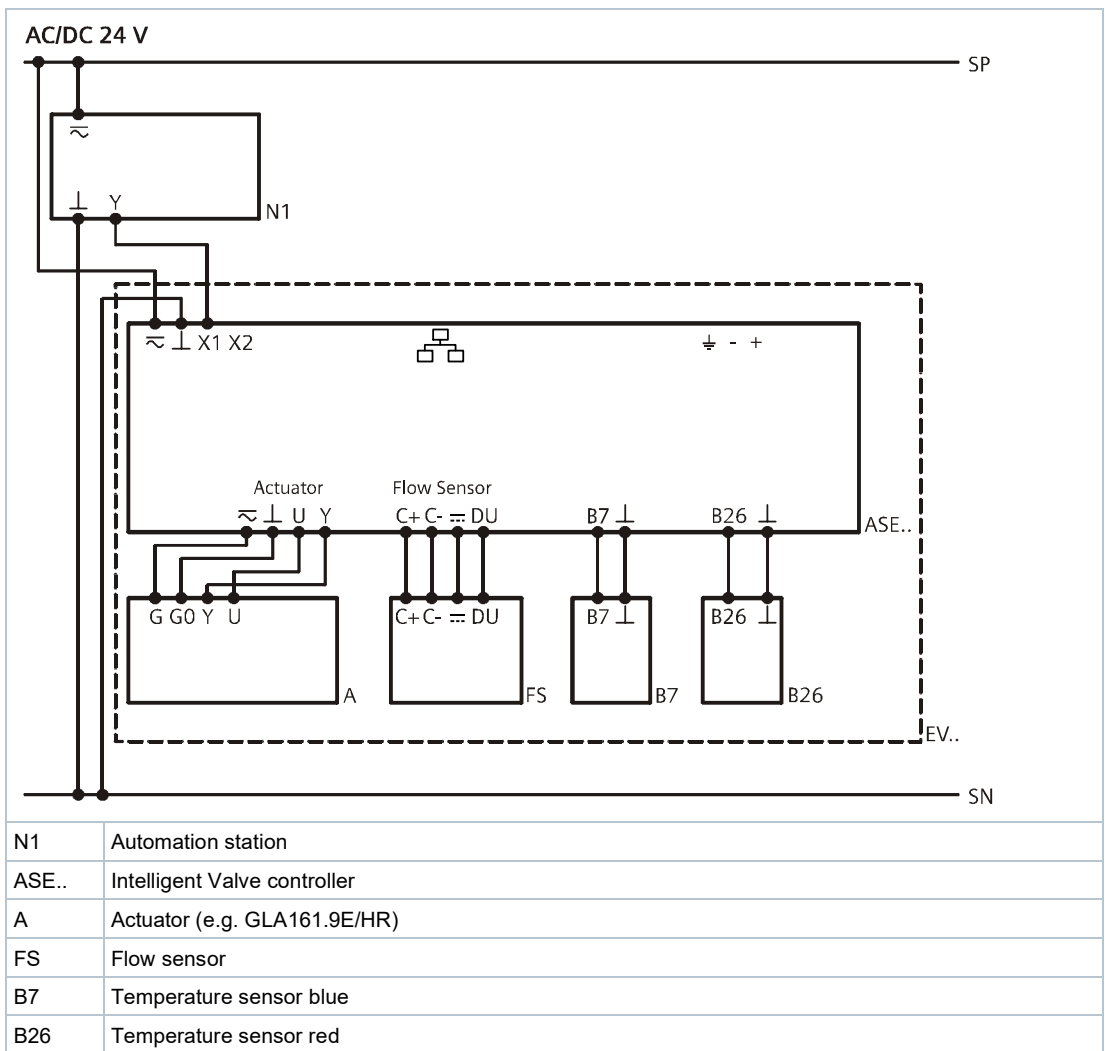 AC/DC 24 V
SP
⏦ 
⊥ Y
N1
⏦ ⊥ X1 X2
⏚ - +
Actuator Flow Sensor
⏦ ⊥ U Y C+ C- ⎓ DU B7 ⊥ B26 ⊥
ASE..
G G0 Y U C+ C- ⎓ DU B7 ⊥ B26 ⊥
A FS B7 B26
EV..
SN
N1 Automation station
ASE.. Intelligent Valve controller
A Actuator (e.g. GLA161.9E/HR)
FS Flow sensor
B7 Temperature sensor blue
B26 Temperature sensor red